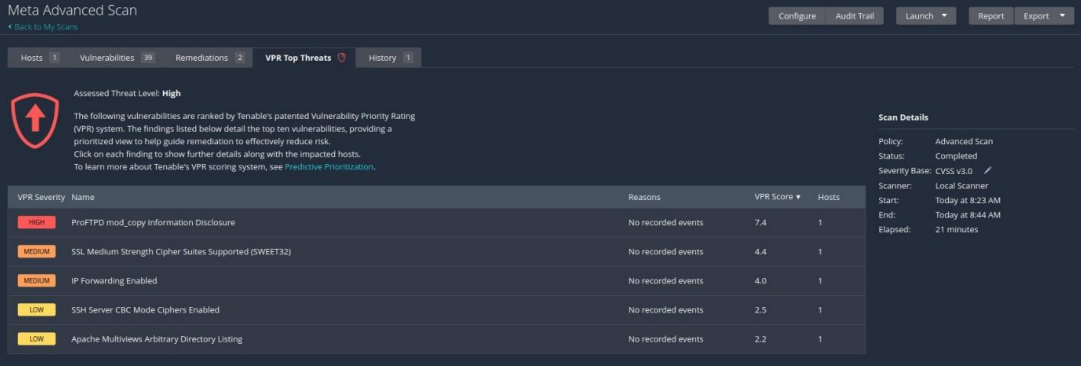 Meta Advanced Scan
Back to My Scans
Configure Audit Trail Launch Report Export
Hosts 1 Vulnerabilities 39 Remediations 2 VPR Top Threats History 1
Assessed Threat Level: High
The following vulnerabilities are ranked by Tenable's patented Vulnerability Priority Rating
(VPR) system. The findings listed below detail the top ten vulnerabilities, providing a
prioritized view to help guide remediation to effectively reduce risk.
Click on each finding to show further details along with the impacted hosts.
To learn more about Tenable's VPR scoring system, see Predictive Prioritization.
VPR Severity Name Reasons VPR Score Hosts
HIGH ProFTPD mod_copy Information Disclosure No recorded events 7.4 1
MEDIUM SSL Medium Strength Cipher Suites Supported (SWEET32) No recorded events 4.4 1
MEDIUM IP Forwarding Enabled No recorded events 4.0 1
LOW SSH Server CBC Mode Ciphers Enabled No recorded events 2.5 1
LOW Apache Multiviews Arbitrary Directory Listing No recorded events 2.2 1
Scan Details
Policy: Advanced Scan
Status: Completed
Severity Base: CVSS v3.0
Scanner: Local Scanner
Start: Today at 8:23 AM
End: Today at 8:44 AM
Elapsed: 21 minutes